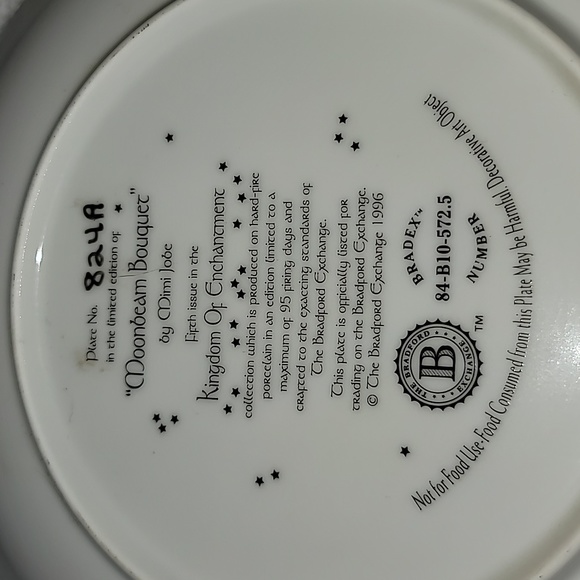 Plate No. 824A
in the limited edition of
"Moonbeam Bouquet"
by Mimi Jobe
Fifth issue in the
Kingdom Of Enchantment
collection which is produced on hard-fire
porcelain in an edition limited to a
maximum of 95 firing days and
crafted to the exacting standards of
The Bradford Exchange.
This plate is officially listed for
trading on the Bradford Exchange.
© The Bradford Exchange 1996
BRADEX™
84-B10-572.5
NUMBER
THE BRADFORD EXCHANGE
B
™
Not for Food Use-Food Consumed from this Plate May be Harmful. Decorative Art Object